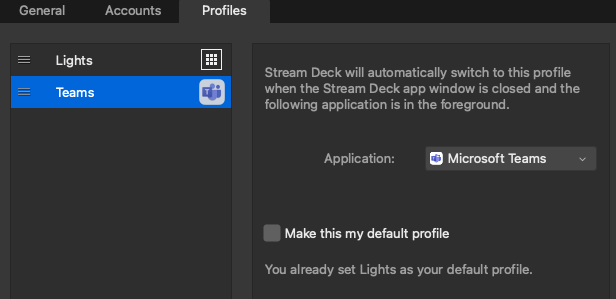 General Accounts Profiles
Lights
Teams
Stream Deck will automatically switch to this profile
when the Stream Deck app window is closed and the
following application is in the foreground.
Application: Microsoft Teams
Make this my default profile
You already set Lights as your default profile.